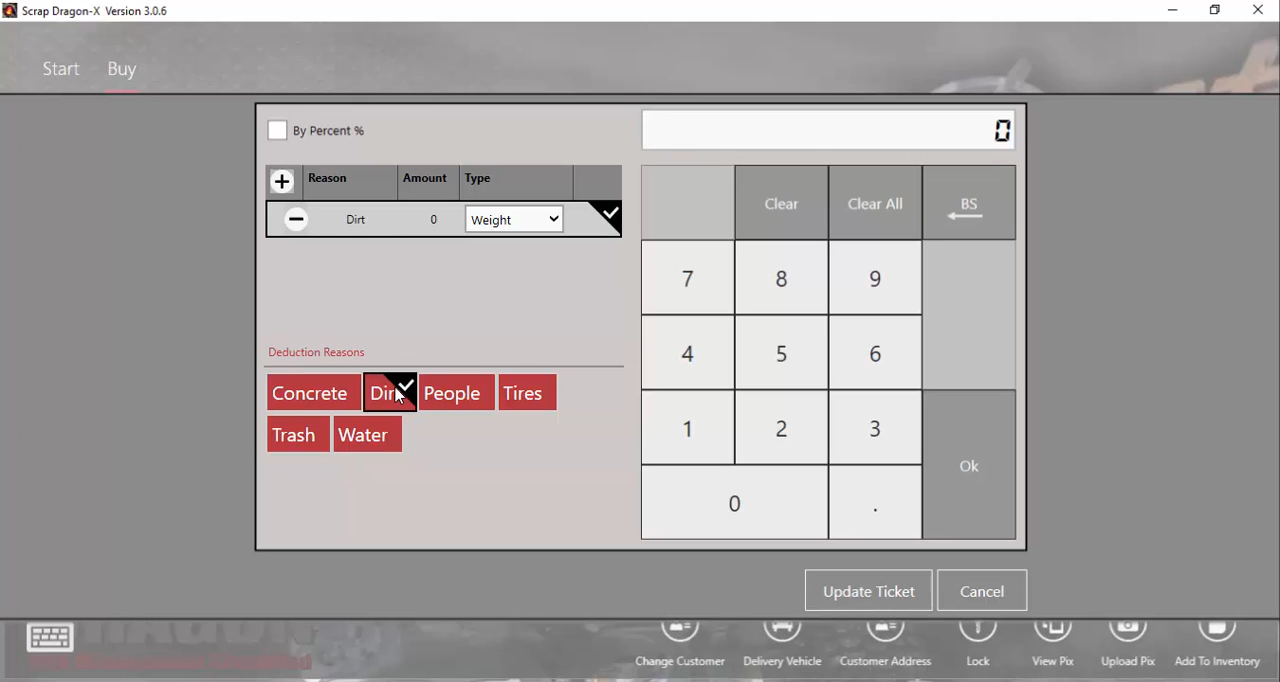 Scrap Dragon-X Version 3.0.6
Start Buy
By Percent %
0
Reason Amount Type
Dirt 0 Weight
Clear Clear All BS
7 8 9
4 5 6
1 2 3
0 .
Ok
Deduction Reasons
Concrete Dirt People Tires
Trash Water
Update Ticket Cancel
Change Customer Delivery Vehicle Customer Address Lock View Pix Upload Pix Add To Inventory